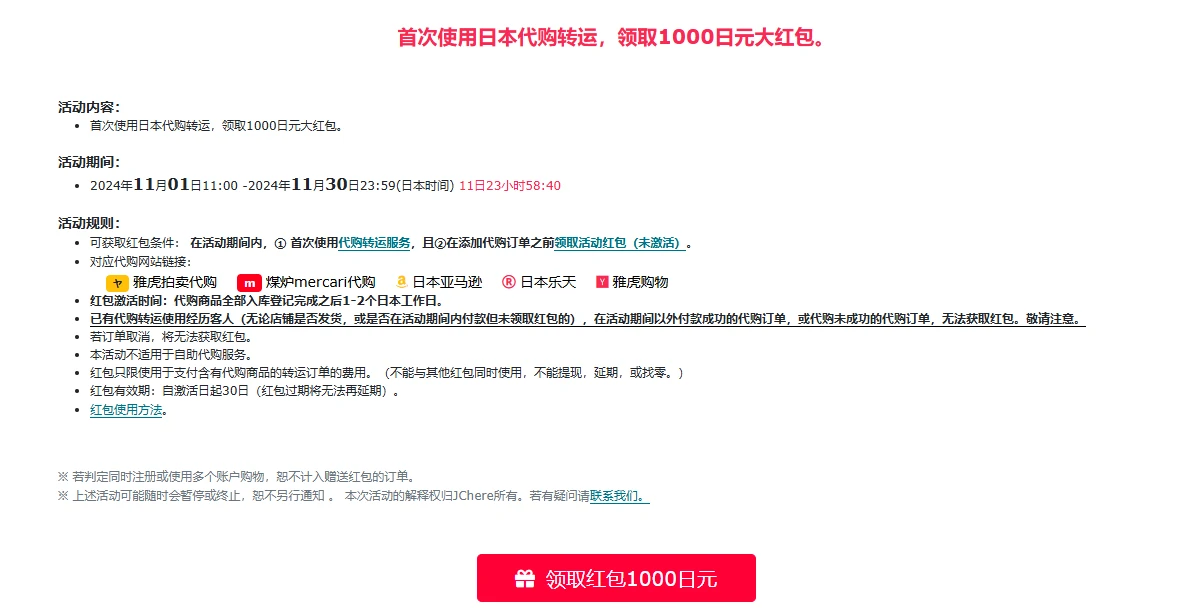 首次使用日本代购转运，领取1000日元大红包。
活动内容：
首次使用日本代购转运，领取1000日元大红包。
活动期间：
2024年11月01日11:00 -2024年11月30日23:59(日本时间) 11日23小时58:40
活动规则：
可获取红包条件： 在活动期间内，① 首次使用代购转运服务，且②在添加代购订单之前领取活动红包（未激活）。
对应代购网站链接：
ヤ 雅虎拍卖代购 m 煤炉mercari代购 a 日本亚马逊 R 日本乐天 Y 雅虎购物
红包激活时间：代购商品全部入库登记完成之后1-2个日本工作日。
已有代购转运使用经历客人（无论店铺是否发货，或是否在活动期间内付款但未领取红包的），在活动期间以外付款成功的代购订单，或代购未成功的代购订单，无法获取红包。敬请注意。
若订单取消，将无法获取红包。
本活动不适用于自助代购服务。
红包只限使用于支付含有代购商品的转运订单的费用。（不能与其他红包同时使用，不能提现，延期，或找零。）
红包有效期：自激活日起30日（红包过期将无法再延期）。
红包使用方法。
※ 若判定同时注册或使用多个账户购物，恕不计入赠送红包的订单。
※ 上述活动可能随时会暂停或终止，恕不另行通知 。 本次活动的解释权归JChere所有。若有疑问请联系我们。
领取红包1000日元